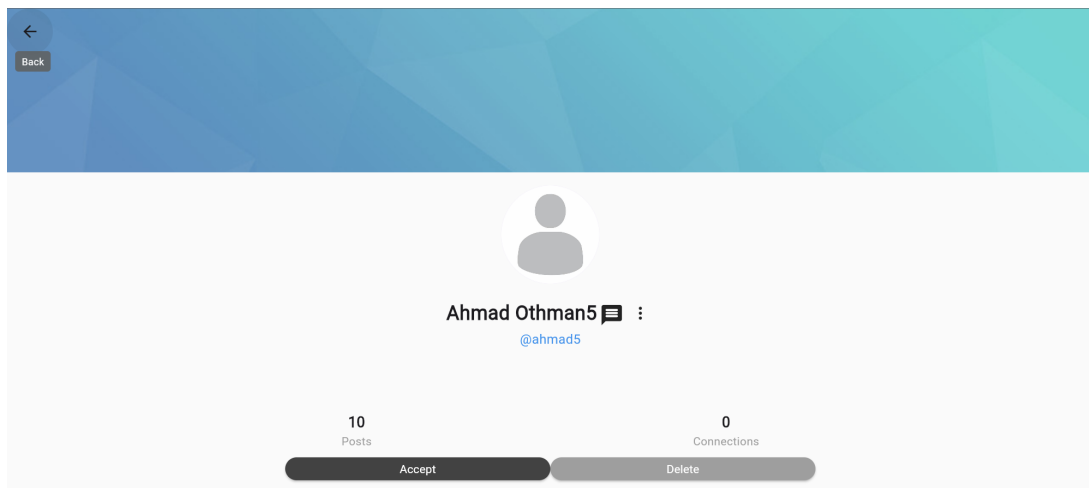 Back
Ahmad Othman5
@ahmad5
10 0
Posts Connections
Accept Delete